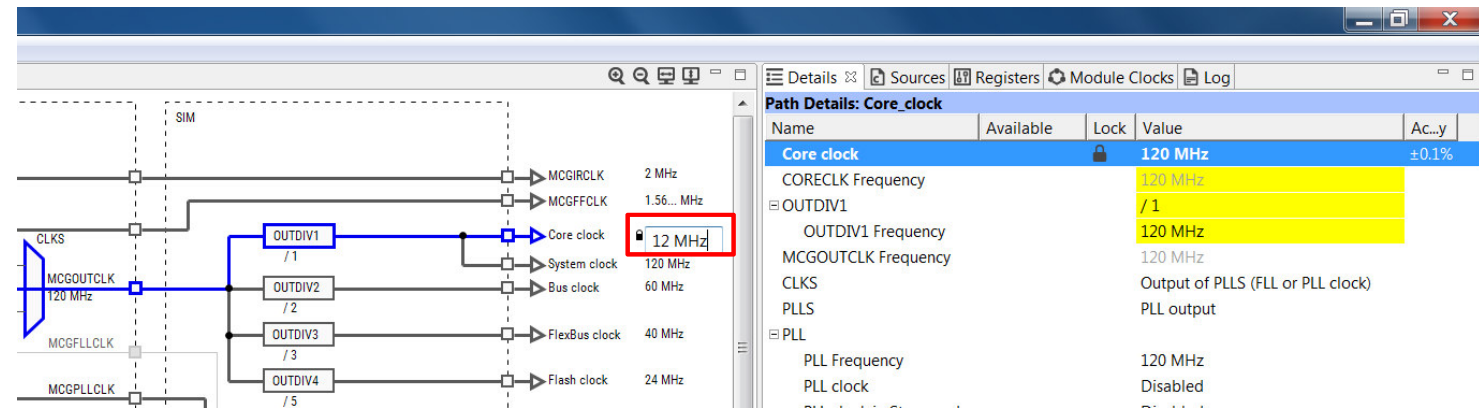 Details Sources Registers Module Clocks Log
Path Details: Core_clock
Name Available Lock Value Ac...y
Core clock 120 MHz ±0.1%
CORECLK Frequency 120 MHz
OUTDIV1 / 1
OUTDIV1 Frequency 120 MHz
MCGOUTCLK Frequency 120 MHz
CLKS Output of PLLS (FLL or PLL clock)
PLLS PLL output
PLL
PLL Frequency 120 MHz
PLL clock Disabled
SIM
MCGIRCLK 2 MHz
MCGFFCLK 1.56... MHz
CLKS
OUTDIV1
/ 1
Core clock 12 MHz
System clock 120 MHz
MCGOUTCLK
120 MHz
OUTDIV2
/ 2
Bus clock 60 MHz
MCGFLLCLK
OUTDIV3
/ 3
FlexBus clock 40 MHz
MCGPLLCLK
OUTDIV4
/ 5
Flash clock 24 MHz